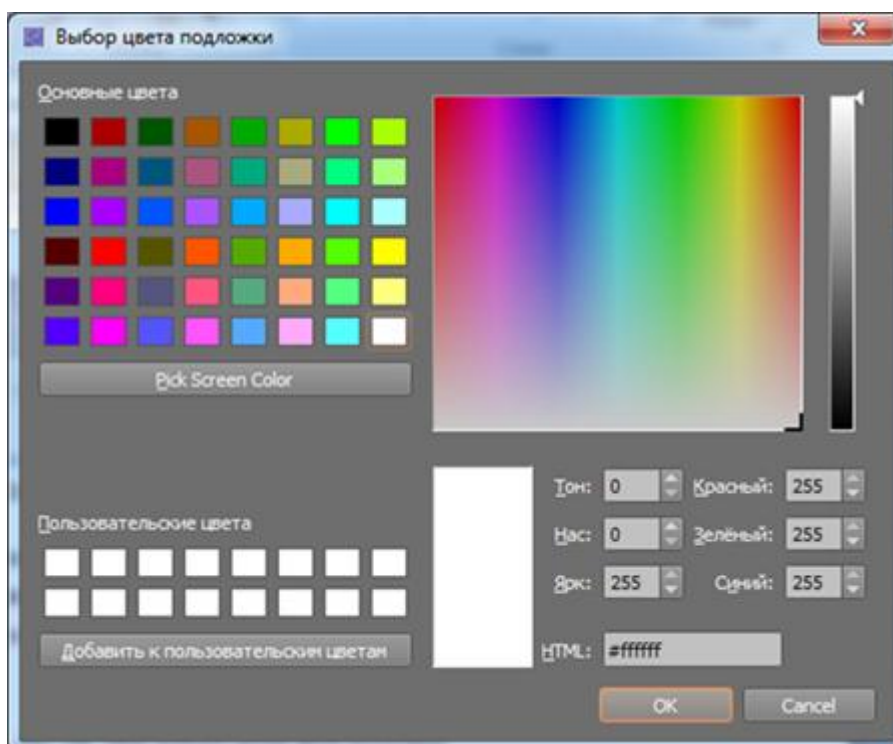 Выбор цвета подложки
Основные цвета
Pick Screen Color
Пользовательские цвета
Добавить к пользовательским цветам
Тон: 0 Красный: 255
Нас: 0 Зелёный: 255
Ярк: 255 Синий: 255
HTML: #ffffff
OK Cancel